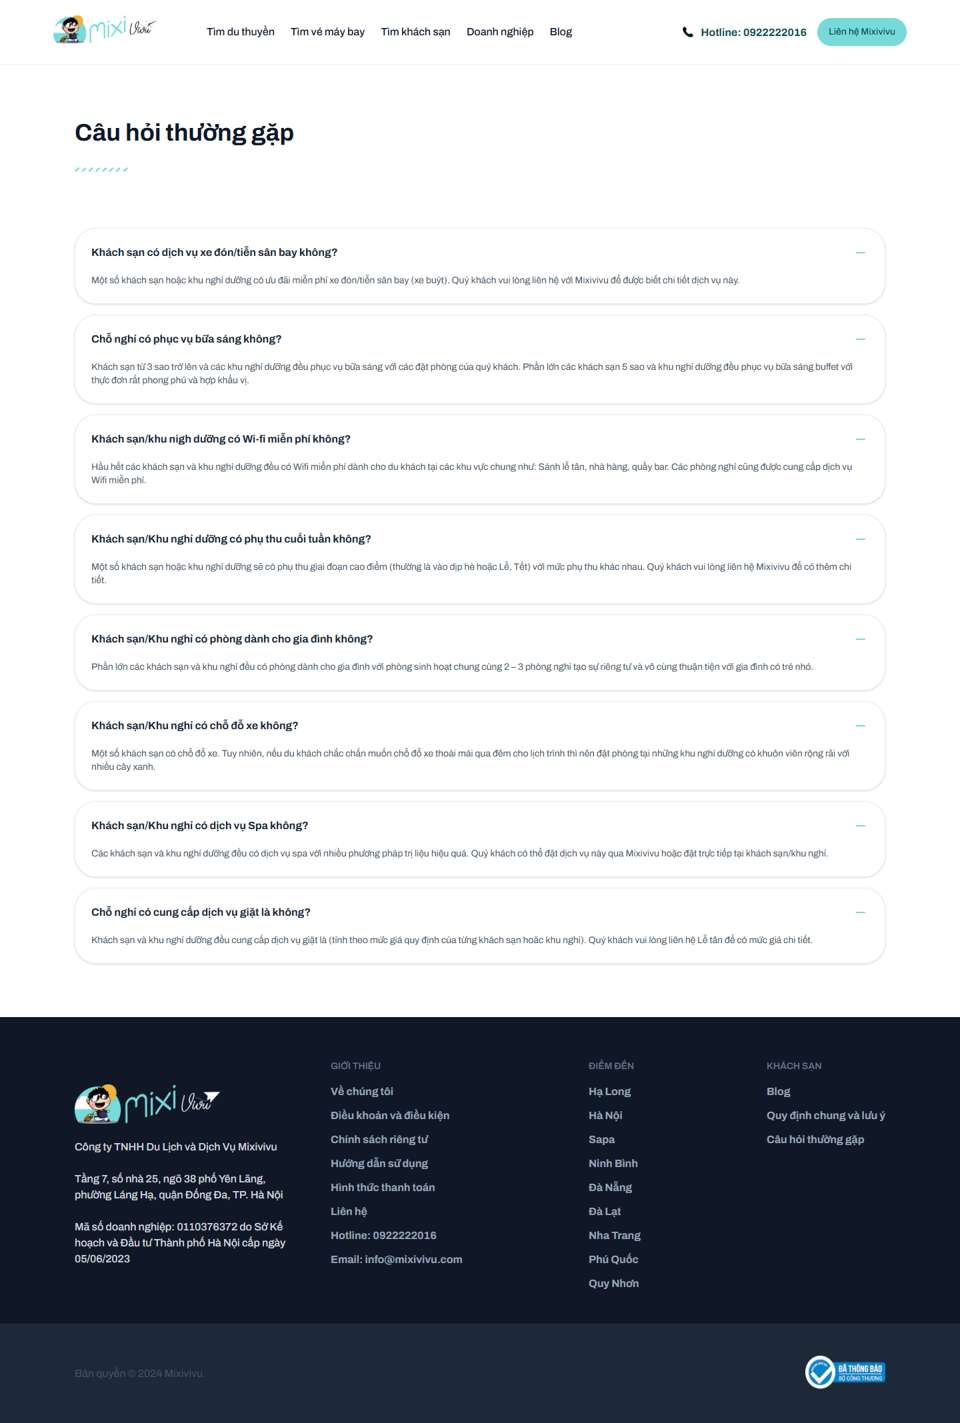 mixi Vivu
Tìm du thuyền
Tìm vé máy bay
Tìm khách sạn
Doanh nghiệp
Blog
Hotline: 0922222016
Liên hệ Mixivivu
Câu hỏi thường gặp
Khách sạn có dịch vụ xe đón/tiễn sân bay không?
Một số khách sạn hoặc khu nghỉ dưỡng có ưu đãi miễn phí xe đón/tiễn sân bay (xe buýt). Quý khách vui lòng liên hệ với Mixivivu để được biết chi tiết dịch vụ này.
Chỗ nghỉ có phục vụ bữa sáng không?
Khách sạn từ 3 sao trở lên và các khu nghỉ dưỡng đều phục vụ bữa sáng với các đặt phòng của quý khách. Phần lớn các khách sạn 5 sao và khu nghỉ dưỡng đều phục vụ bữa sáng buffet với
thực đơn rất phong phú và hợp khẩu vị.
Khách sạn/khu nigh dưỡng có Wi-fi miễn phí không?
Hầu hết các khách sạn và khu nghỉ dưỡng đều có Wifi miễn phí dành cho du khách tại các khu vực chung như: Sảnh lễ tân, nhà hàng, quầy bar. Các phòng nghỉ cũng được cung cấp dịch vụ
Wifi miễn phí.
Khách sạn/Khu nghỉ dưỡng có phụ thu cuối tuần không?
Một số khách sạn hoặc khu nghỉ dưỡng sẽ có phụ thu giai đoạn cao điểm (thường là vào dịp hè hoặc Lễ, Tết) với mức phụ thu khác nhau. Quý khách vui lòng liên hệ Mixivivu để có thêm chi
tiết.
Khách sạn/Khu nghỉ có phòng dành cho gia đình không?
Phần lớn các khách sạn và khu nghỉ đều có phòng dành cho gia đình với phòng sinh hoạt chung cùng 2 – 3 phòng nghỉ tạo sự riêng tư và vô cùng thuận tiện với gia đình có trẻ nhỏ.
Khách sạn/Khu nghỉ có chỗ đỗ xe không?
Một số khách sạn có chỗ đỗ xe. Tuy nhiên, nếu du khách chắc chắn muốn chỗ đỗ xe thoải mái qua đêm cho lịch trình thì nên đặt phòng tại những khu nghỉ dưỡng có khuôn viên rộng rãi với
nhiều cây xanh.
Khách sạn/Khu nghỉ có dịch vụ Spa không?
Các khách sạn và khu nghỉ dưỡng đều có dịch vụ spa với nhiều phương pháp trị liệu hiệu quả. Quý khách có thể đặt dịch vụ này qua Mixivivu hoặc đặt trực tiếp tại khách sạn/khu nghỉ.
Chỗ nghỉ có cung cấp dịch vụ giặt là không?
Khách sạn và khu nghỉ dưỡng đều cung cấp dịch vụ giặt là (tính theo mức giá quy định của từng khách sạn hoặc khu nghỉ). Quý khách vui lòng liên hệ Lễ tân để có mức giá chi tiết.
mixi Vivu
Công ty TNHH Du Lịch và Dịch Vụ Mixivivu
Tầng 7, số nhà 25, ngõ 38 phố Yên Lãng,
phường Láng Hạ, quận Đống Đa, TP. Hà Nội
Mã số doanh nghiệp: 0110376372 do Sở Kế
hoạch và Đầu tư Thành phố Hà Nội cấp ngày
05/06/2023
GIỚI THIỆU
Về chúng tôi
Điều khoản và điều kiện
Chính sách riêng tư
Hướng dẫn sử dụng
Hình thức thanh toán
Liên hệ
Hotline: 0922222016
Email: info@mixivivu.com
ĐIỂM ĐẾN
Hạ Long
Hà Nội
Sapa
Ninh Bình
Đà Nẵng
Đà Lạt
Nha Trang
Phú Quốc
Quy Nhơn
KHÁCH SẠN
Blog
Quy định chung và lưu ý
Câu hỏi thường gặp
Bản quyền © 2024 Mixivivu.
ĐÃ THÔNG BÁO
BỘ CÔNG THƯƠNG